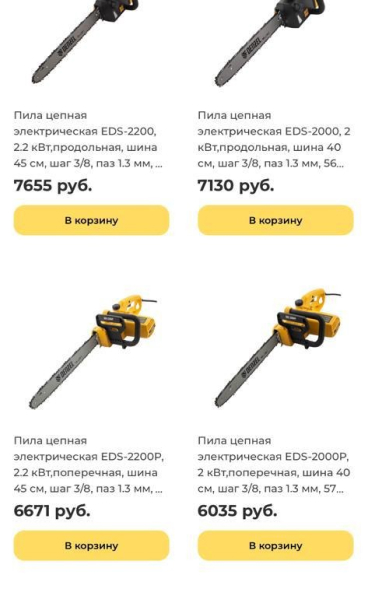 DENZEL
DENZEL
Пила цепная
электрическая EDS-2200,
2.2 кВт,продольная, шина
45 см, шаг 3/8, паз 1.3 мм, ...
7655 руб.
В корзину
Пила цепная
электрическая EDS-2000, 2
кВт,продольная, шина 40
см, шаг 3/8, паз 1.3 мм, 56...
7130 руб.
В корзину
DENZEL
DENZEL
Пила цепная
электрическая EDS-2200P,
2.2 кВт,поперечная, шина
45 см, шаг 3/8, паз 1.3 мм, ...
6671 руб.
В корзину
Пила цепная
электрическая EDS-2000P,
2 кВт,поперечная, шина 40
см, шаг 3/8, паз 1.3 мм, 57...
6035 руб.
В корзину